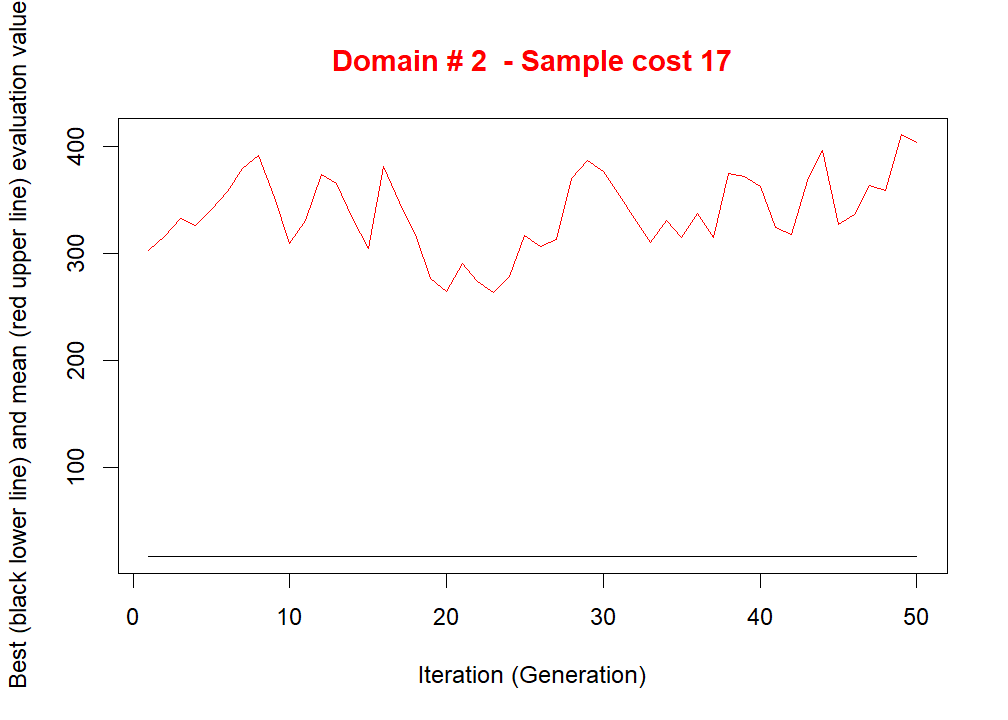 Domain # 2  - Sample cost 17
Best (black lower line) and mean (red upper line) evaluation value
400
300
200
100
0 10 20 30 40 50
Iteration (Generation)